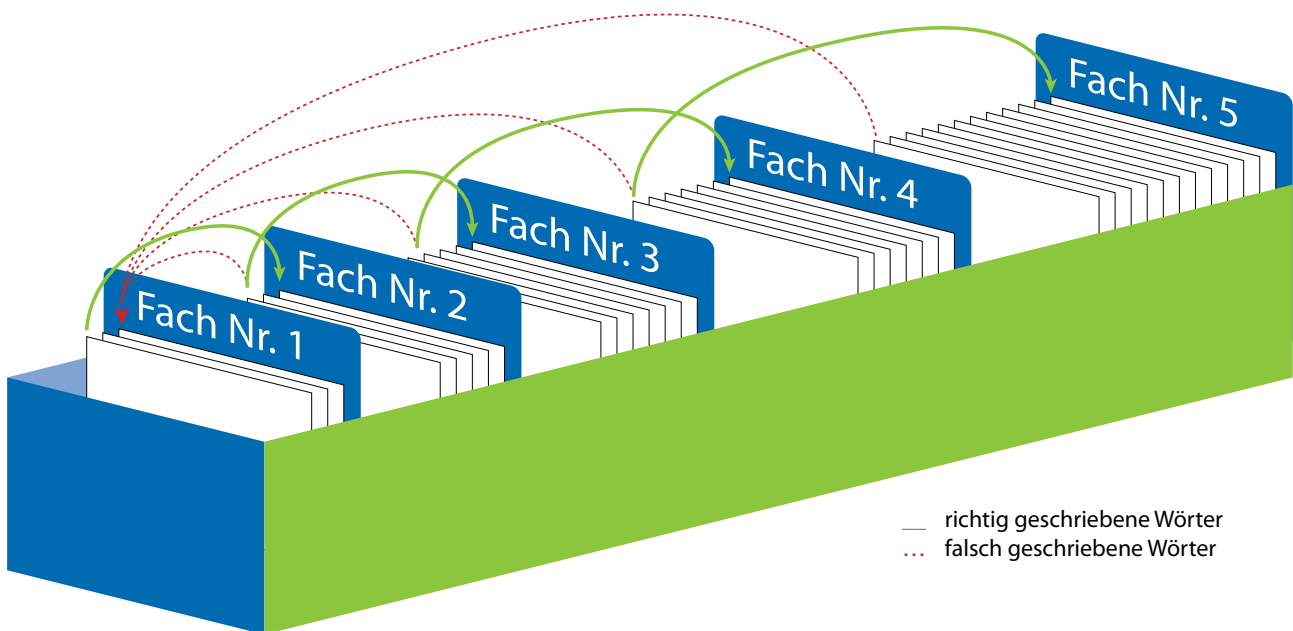 Fach Nr. 1
Fach Nr. 2
Fach Nr. 3
Fach Nr. 4
Fach Nr. 5
richtig geschriebene Wörter
falsch geschriebene Wörter